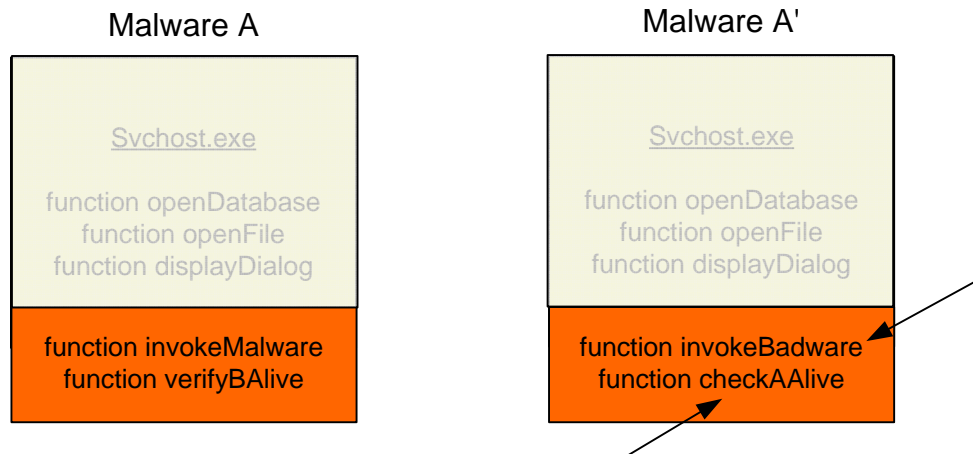 Malware A
Svchost.exe
function openDatabase
function openFile
function displayDialog
function invokeMalware
function verifyBAlive
Malware A'
Svchost.exe
function openDatabase
function openFile
function displayDialog
function invokeBadware
function checkAAlive